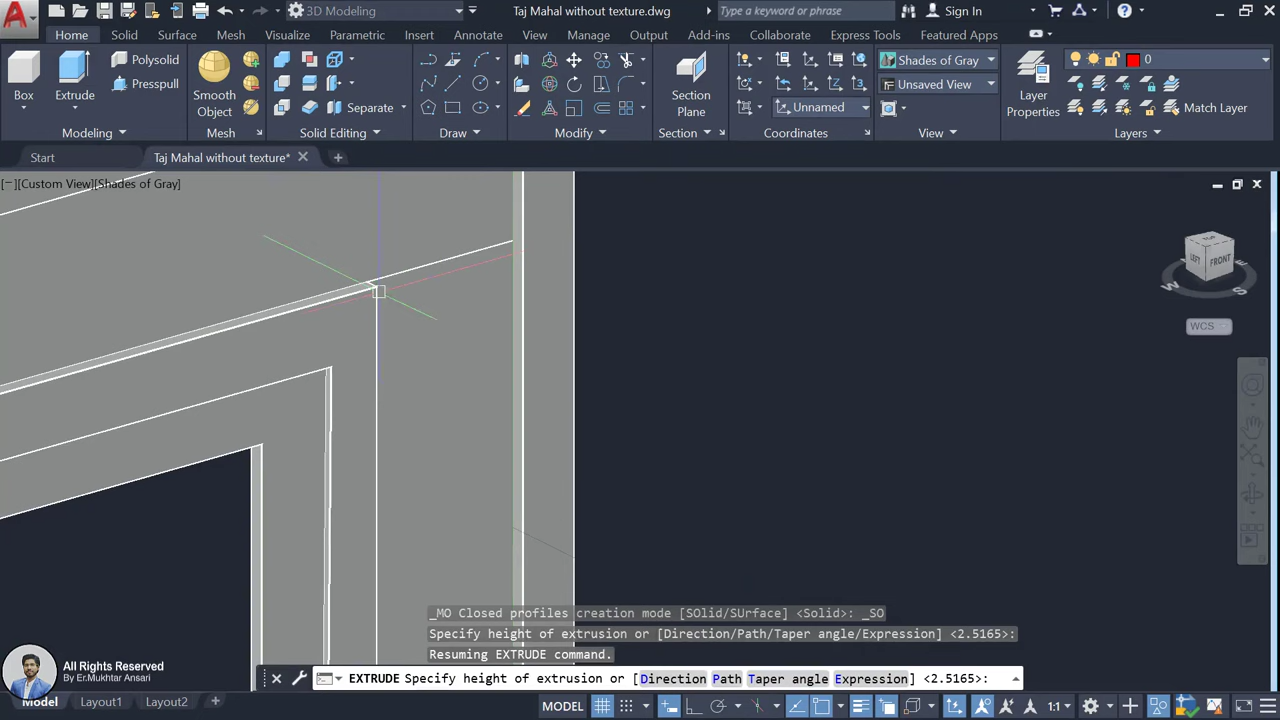 A
3D Modeling
Taj Mahal without texture.dwg
Type a keyword or phrase
Sign In
Home Solid Surface Mesh Visualize Parametric Insert Annotate View Manage Output Add-ins Collaborate Express Tools Featured Apps
Box
Extrude
Polysolid
Presspull
Smooth
Object
Separate
Section
Plane
Unnamed
Shades of Gray
Unsaved View
Layer
Properties
0
Match Layer
Modeling
Mesh
Solid Editing
Draw
Modify
Section
Coordinates
View
Layers
Start
Taj Mahal without texture*
[−][Custom View][Shades of Gray]
TOP
LEFT
FRONT
W
S
E
WCS
_MO Closed profiles creation mode [SOlid/SUrface] <Solid>: _SO
Specify height of extrusion or [Direction/Path/Taper angle/Expression] <2.5165>:
Resuming EXTRUDE command.
EXTRUDE Specify height of extrusion or [Direction Path Taper angle Expression] <2.5165>:
All Rights Reserved
By Er.Mukhtar Ansari
Model Layout1 Layout2
MODEL
1:1